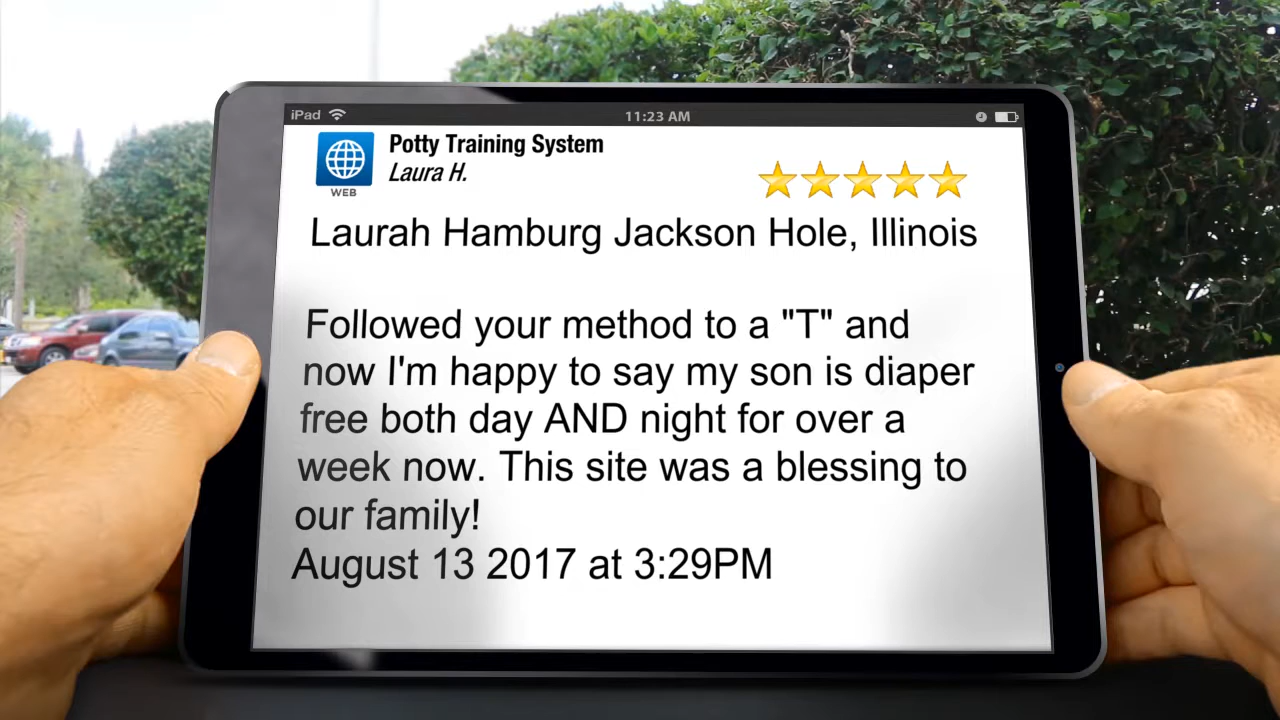 iPad 11:23 AM
Potty Training System
Laura H.
WEB
Laurah Hamburg Jackson Hole, Illinois
Followed your method to a "T" and
now I'm happy to say my son is diaper
free both day AND night for over a
week now. This site was a blessing to
our family!
August 13 2017 at 3:29PM